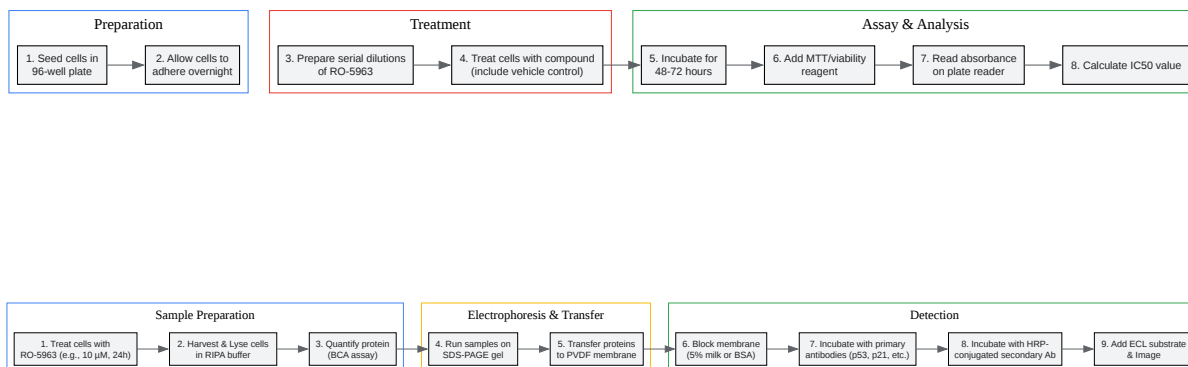 Preparation
1. Seed cells in
96-well plate
2. Allow cells to
adhere overnight
Treatment
3. Prepare serial dilutions
of RO-5963
4. Treat cells with compound
(include vehicle control)
Assay & Analysis
5. Incubate for
48-72 hours
6. Add MTT/viability
reagent
7. Read absorbance
on plate reader
8. Calculate IC50 value
Sample Preparation
1. Treat cells with
RO-5963 (e.g., 10 µM, 24h)
2. Harvest & Lyse cells
in RIPA buffer
3. Quantify protein
(BCA assay)
Electrophoresis & Transfer
4. Run samples on
SDS-PAGE gel
5. Transfer proteins
to PVDF membrane
Detection
6. Block membrane
(5% milk or BSA)
7. Incubate with primary
antibodies (p53, p21, etc.)
8. Incubate with HRP-
conjugated secondary Ab
9. Add ECL substrate
& Image